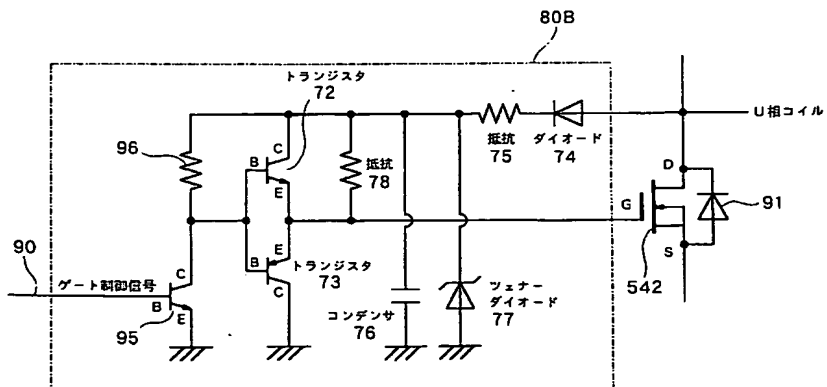 80B
トランジスタ
72
U相コイル
抵抗
75
ダイオード
74
96
C
B
E
抵抗
78
D
G
S
91
542
90
ゲート制御信号
C
B
E
95
E
B
C
トランジスタ
73
コンデンサ
76
ツェナー
ダイオード
77